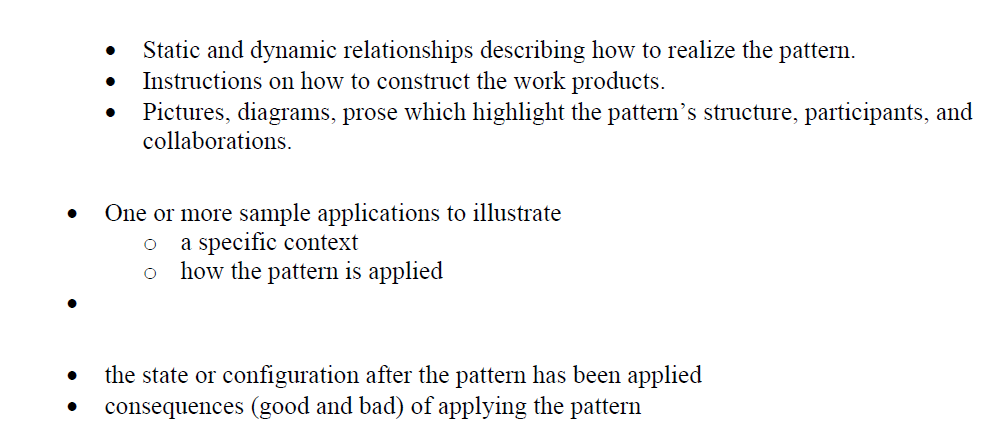 • Static and dynamic relationships describing how to realize the pattern.
• Instructions on how to construct the work products.
• Pictures, diagrams, prose which highlight the pattern’s structure, participants, and
collaborations.
• One or more sample applications to illustrate
o a specific context
o how the pattern is applied
•
• the state or configuration after the pattern has been applied
• consequences (good and bad) of applying the pattern